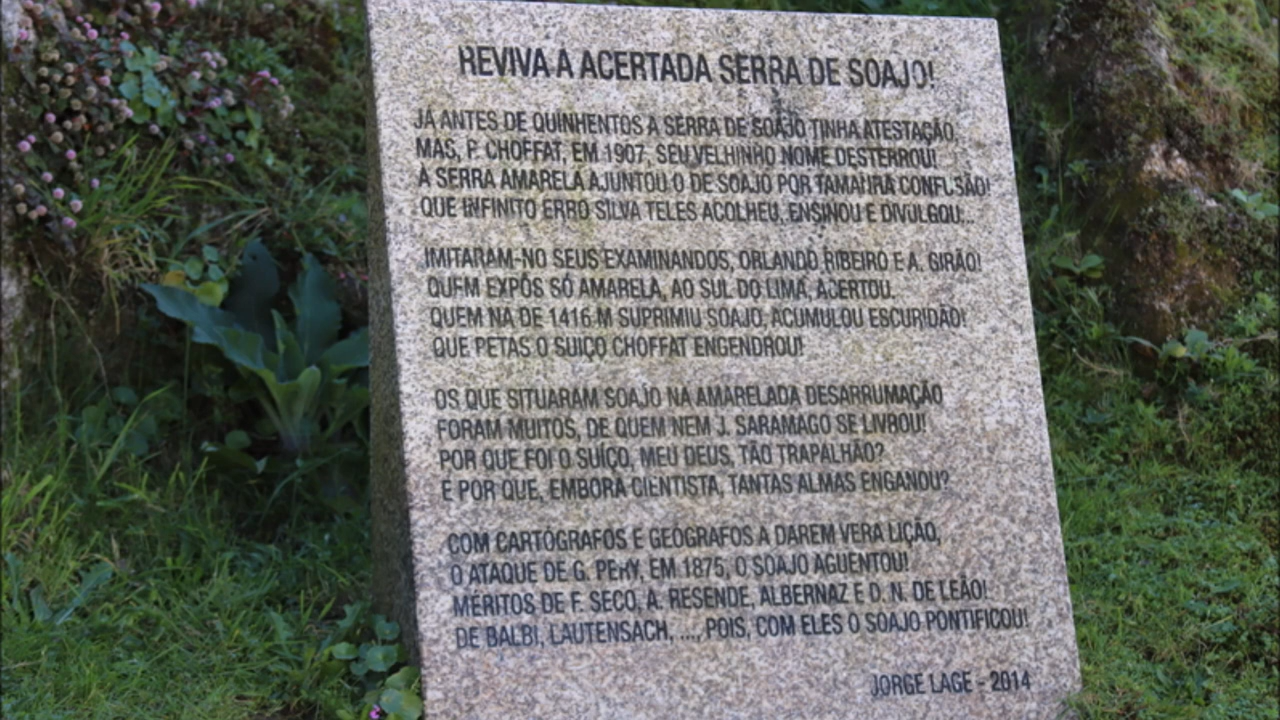 REVIVA A ACERTADA SERRA DE SOAJO!
JÁ ANTES DE QUINHENTOS A SERRA DE SOAJO TINHA ATESTAÇÃO,
MAS, P. CHOFFAT, EM 1907, SEU VELHINHO NOME DESTERROU!
À SERRA AMARELA AJUNTOU O DE SOAJO POR TAMANHA CONFUSÃO!
QUE INFINITO ERRO SILVA TELES ACOLHEU, ENSINOU E DIVULGOU...
IMITARAM-NO SEUS EXAMINANDOS, ORLANDO RIBEIRO E A. GIRÃO!
QUEM EXPÔS SÓ AMARELA, AO SUL DO LIMA, ACERTOU.
QUEM NA DE 1416 M SUPRIMIU SOAJO, ACUMULOU ESCURIDÃO!
QUE PETAS O SUIÇO CHOFFAT ENGENDROU!
OS QUE SITUARAM SOAJO NA AMARELADA DESARRUMAÇÃO
FORAM MUITOS, DE QUEM NEM J. SARAMAGO SE LIVROU!
POR QUE FOI O SUÍÇO, MEU DEUS, TÃO TRAPALHÃO?
E POR QUE, EMBORA CIENTISTA, TANTAS ALMAS ENGANOU?
COM CARTÓGRAFOS E GEÓGRAFOS A DAREM VERA LIÇÃO,
O ATAQUE DE G. PERY, EM 1875, O SOAJO AGUENTOU!
MÉRITOS DE F. SECO, A. RESENDE, ALBERNAZ E D. N. DE LEÃO!
DE BALBI, LAUTENSACH, ..., POIS, COM ELES O SOAJO PONTIFICOU!
JORGE LAGE - 2014